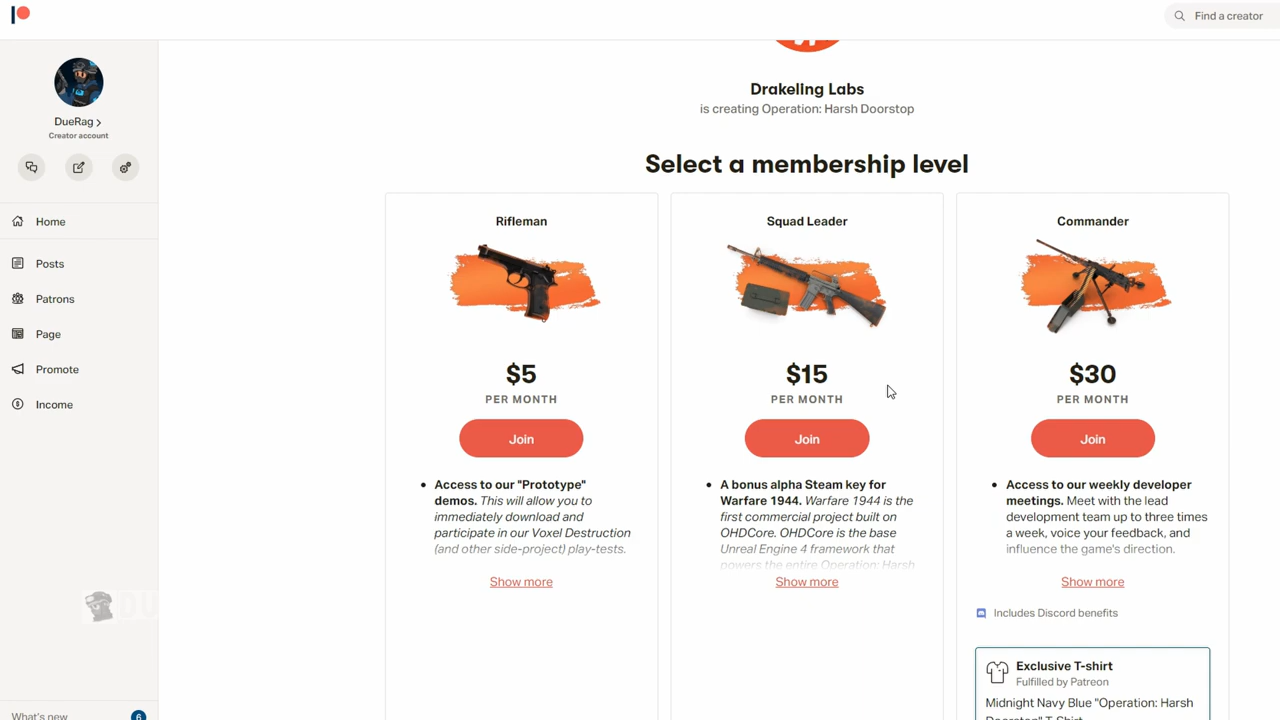 Find a creator
DueRag
Creator account
Home
Posts
Patrons
Page
Promote
Income
What's new
6
Drakeling Labs
is creating Operation: Harsh Doorstop
Select a membership level
Rifleman
$5
PER MONTH
Join
Access to our "Prototype"
demos. This will allow you to
immediately download and
participate in our Voxel Destruction
(and other side-project) play-tests.
Show more
Squad Leader
$15
PER MONTH
Join
A bonus alpha Steam key for
Warfare 1944. Warfare 1944 is the
first commercial project built on
OHDCore. OHDCore is the base
Unreal Engine 4 framework that
powers the entire Operation: Harsh
Show more
Commander
$30
PER MONTH
Join
Access to our weekly developer
meetings. Meet with the lead
development team up to three times
a week, voice your feedback, and
influence the game's direction.
Show more
Includes Discord benefits
Exclusive T-shirt
Fulfilled by Patreon
Midnight Navy Blue "Operation: Harsh
Doorstop" T-Shirt